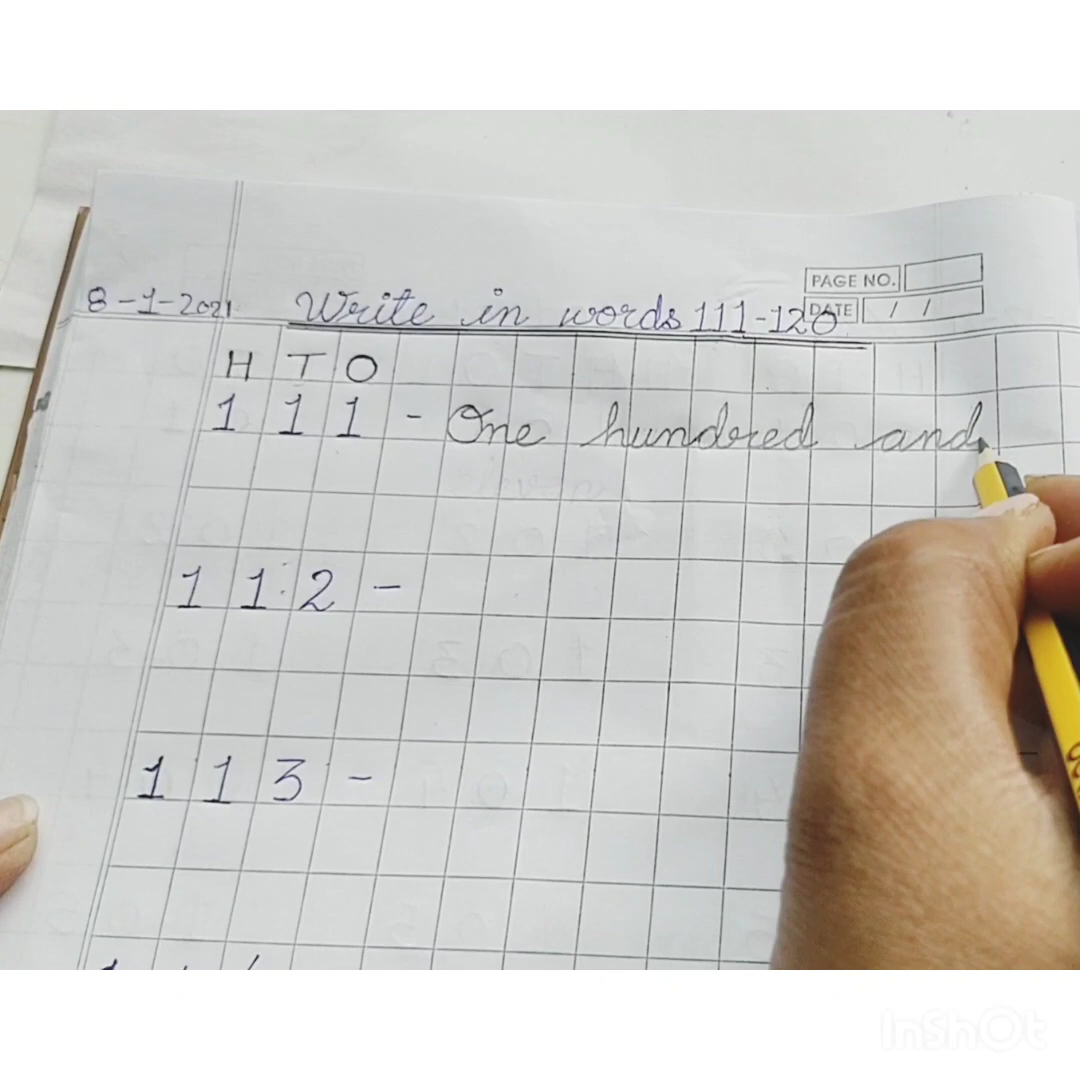 PAGE NO.
DATE / /
8-1-2021 Write in words 111-120
H T O
1 1 1 - One hundred and
1 1 2 -
1 1 3 -
InShOt